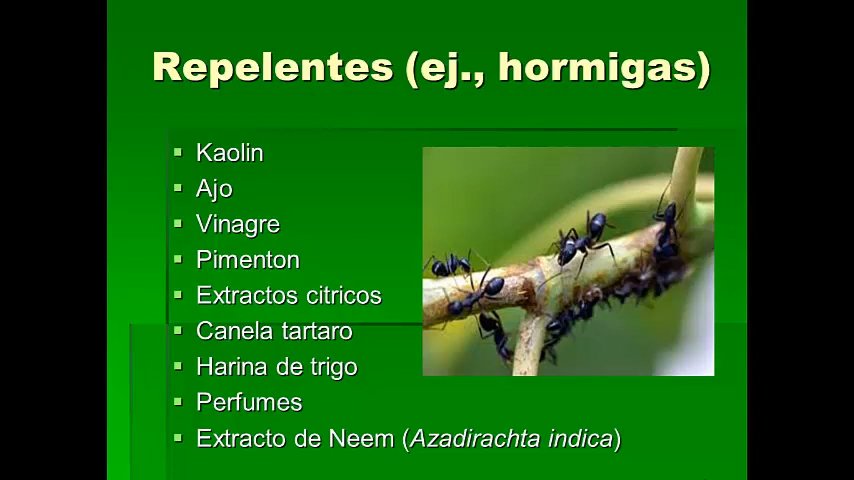 Repelentes (ej., hormigas)
Kaolin
Ajo
Vinagre
Pimenton
Extractos citricos
Canela tartaro
Harina de trigo
Perfumes
Extracto de Neem (Azadirachta indica)